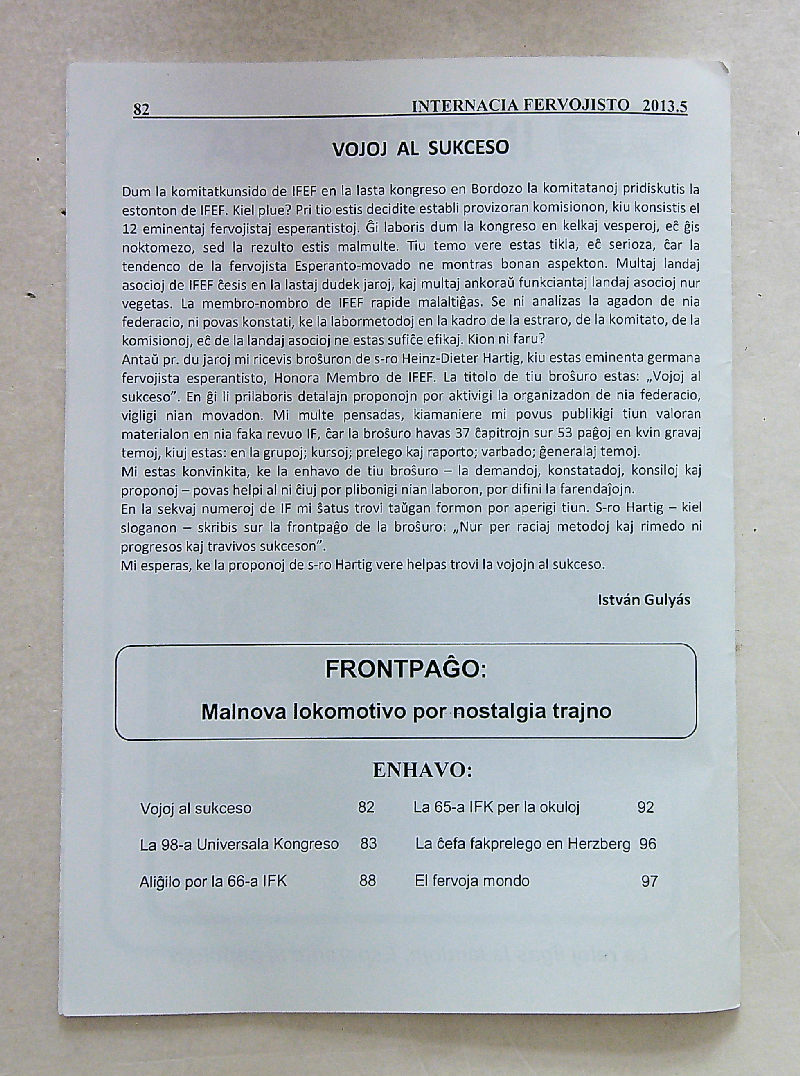 82 INTERNACIA FERVOJISTO 2013.5
VOJOJ AL SUKCESO
Dum la komitatkunsido de IFEF en la lasta kongreso en Bordozo la komitatanoj pridiskutis la
estonton de IFEF. Kiel plue? Pri tio estis decidite establi provizoran komisionon, kiu konsistis el
12 eminentaj fervojistaj esperantistoj. Ĝi laboris dum la kongreso en kelkaj vesperoj, eĉ ĝis
noktomezo, sed la rezulto estis malmulte. Tiu temo vere estas tikla, eĉ serioza, ĉar la
tendenco de la fervojista Esperanto-movado ne montras bonan aspekton. Multaj landaj
asocioj de IFEF ĉesis en la lastaj dudek jaroj, kaj multaj ankoraŭ funkciantaj landaj asocioj nur
vegetas. La membro-nombro de IFEF rapide malaltiĝas. Se ni analizas la agadon de nia
federacio, ni povas konstati, ke la labormetodoj en la kadro de la estraro, de la komitato, de la
komisionoj, eĉ de la landaj asocioj ne estas sufiĉe efikaj. Kion ni faru?
Antaŭ pr. du jaroj mi ricevis broŝuron de s-ro Heinz-Dieter Hartig, kiu estas eminenta germana
fervojista esperantisto, Honora Membro de IFEF. La titolo de tiu broŝuro estas: „Vojoj al
sukceso”. En ĝi li prilaboris detalajn proponojn por aktivigi la organizadon de nia federacio,
vigligi nian movadon. Mi multe pensadas, kiamaniere mi povus publikigi tiun valoran
materialon en nia faka revuo IF, ĉar la broŝuro havas 37 ĉapitrojn sur 53 paĝoj en kvin gravaj
temoj, kiuj estas: en la grupoj; kursoj; prelego kaj raporto; varbado; ĝeneralaj temoj.
Mi estas konvinkita, ke la enhavo de tiu broŝuro – la demandoj, konstatadoj, konsiloj kaj
proponoj – povas helpi al ni ĉiuj por plibonigi nian laboron, por difini la farendaĵojn.
En la sekvaj numeroj de IF mi ŝatus trovi taŭgan formon por aperigi tiun. S-ro Hartig – kiel
sloganon – skribis sur la frontpaĝo de la broŝuro: „Nur per raciaj metodoj kaj rimedo ni
progresos kaj travivos sukceson”.
Mi esperas, ke la proponoj de s-ro Hartig vere helpas trovi la vojojn al sukceso.
István Gulyás
FRONTPAĜO:
Malnova lokomotivo por nostalgia trajno
ENHAVO:
Vojoj al sukceso 82 La 65-a IFK per la okuloj 92
La 98-a Universala Kongreso 83 La ĉefa fakprelego en Herzberg 96
Aliĝilo por la 66-a IFK 88 El fervoja mondo 97